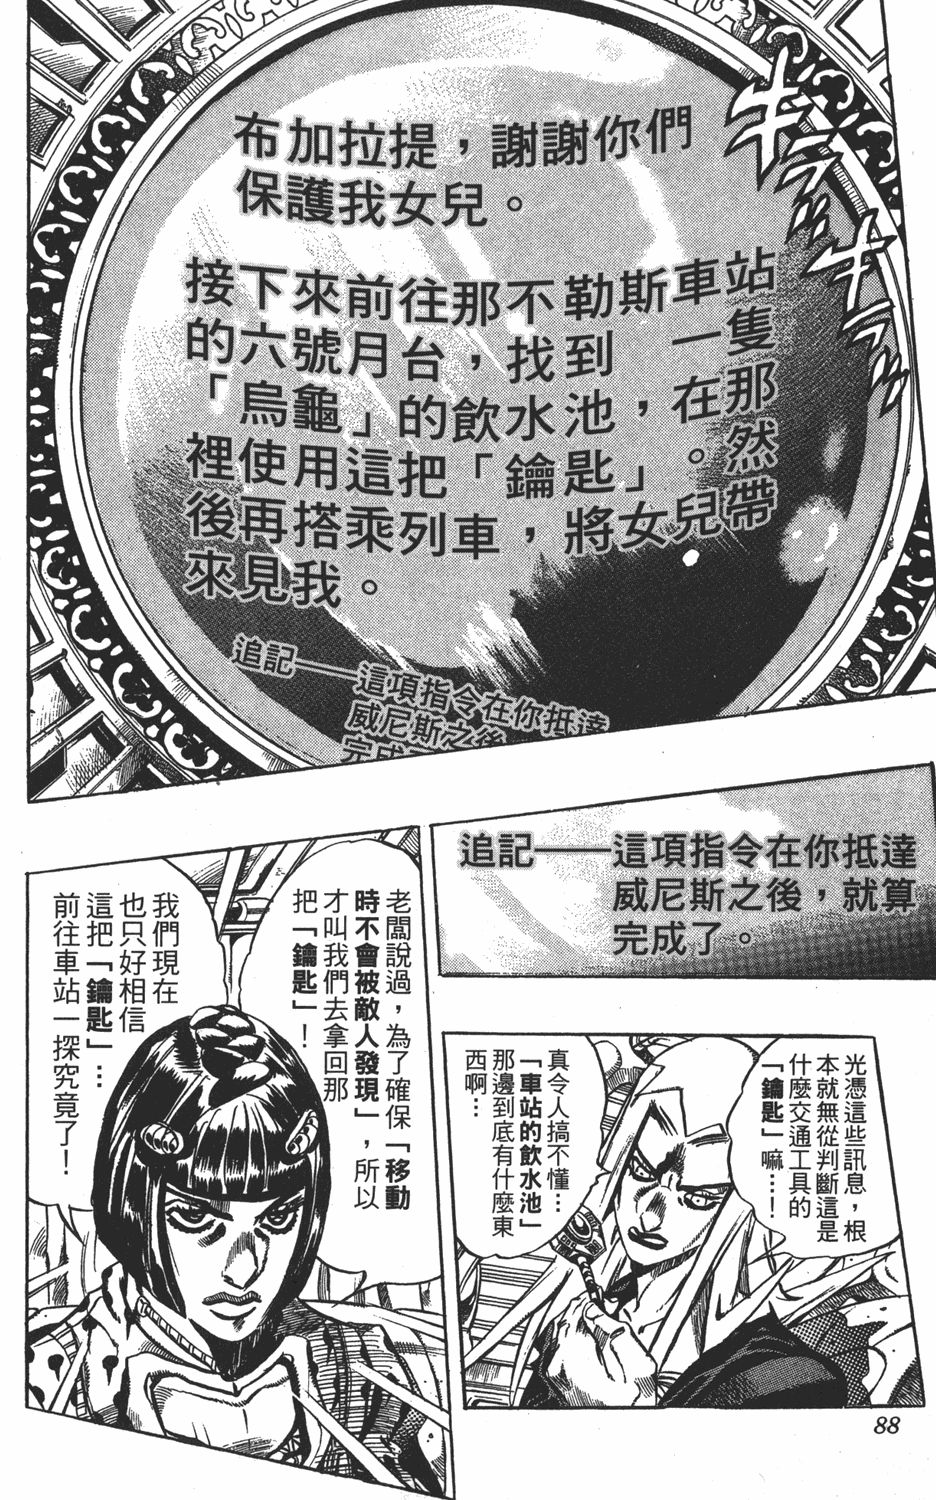 布加拉提，謝謝你們
保護我女兒。
接下來前往那不勒斯車站
的六號月台，找到 一隻
「烏龜」的飲水池，在那
裡使用這把「鑰匙」。然
後再搭乘列車，將女兒帶
來見我。
追記——這項指令在你抵達
威尼斯之後
完成
キラ
キラッ
追記——這項指令在你抵達
威尼斯之後，就算
完成了。
光憑這些訊息，根
本就無從判斷這是
什麼交通工具的
「鑰匙」嘛…！
真令人搞不懂…
「車站的飲水池」
那邊到底有什麼東
西啊…
老闆說過，為了確保「移動
時不會被敵人發現」，所以
才叫我們去拿回那
把「鑰匙」！
我們現在
也只好相信
這把「鑰匙」…
前往車站一探究竟了！
88